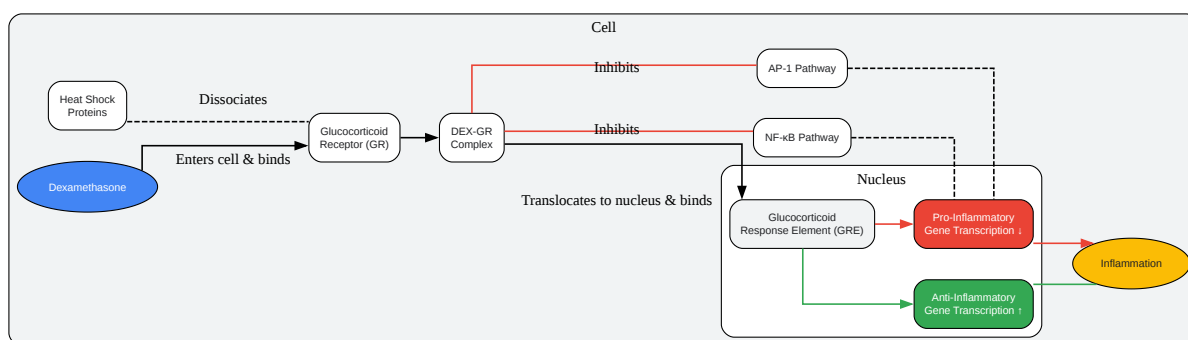 Cell
Inhibits
AP-1 Pathway
Heat Shock
Proteins
Dissociates
Glucocorticoid
Receptor (GR)
DEX-GR
Complex
Inhibits
NF-κB Pathway
Enters cell & binds
Dexamethasone
Translocates to nucleus & binds
Nucleus
Glucocorticoid
Response Element (GRE)
Pro-Inflammatory
Gene Transcription ↓
Inflammation
Anti-Inflammatory
Gene Transcription ↑